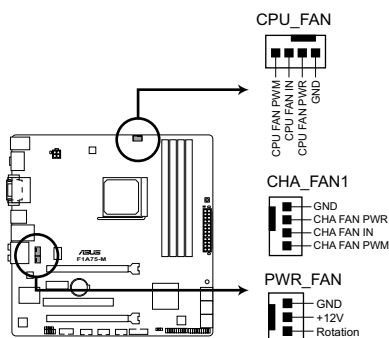 CPU_FAN
CPU FAN PWM
CPU FAN IN
CPU FAN PWR
GND
CHA_FAN1
GND
CHA FAN PWR
CHA FAN IN
CHA FAN PWM
ASUS
F1A75-M
PWR_FAN
GND
+12V
Rotation